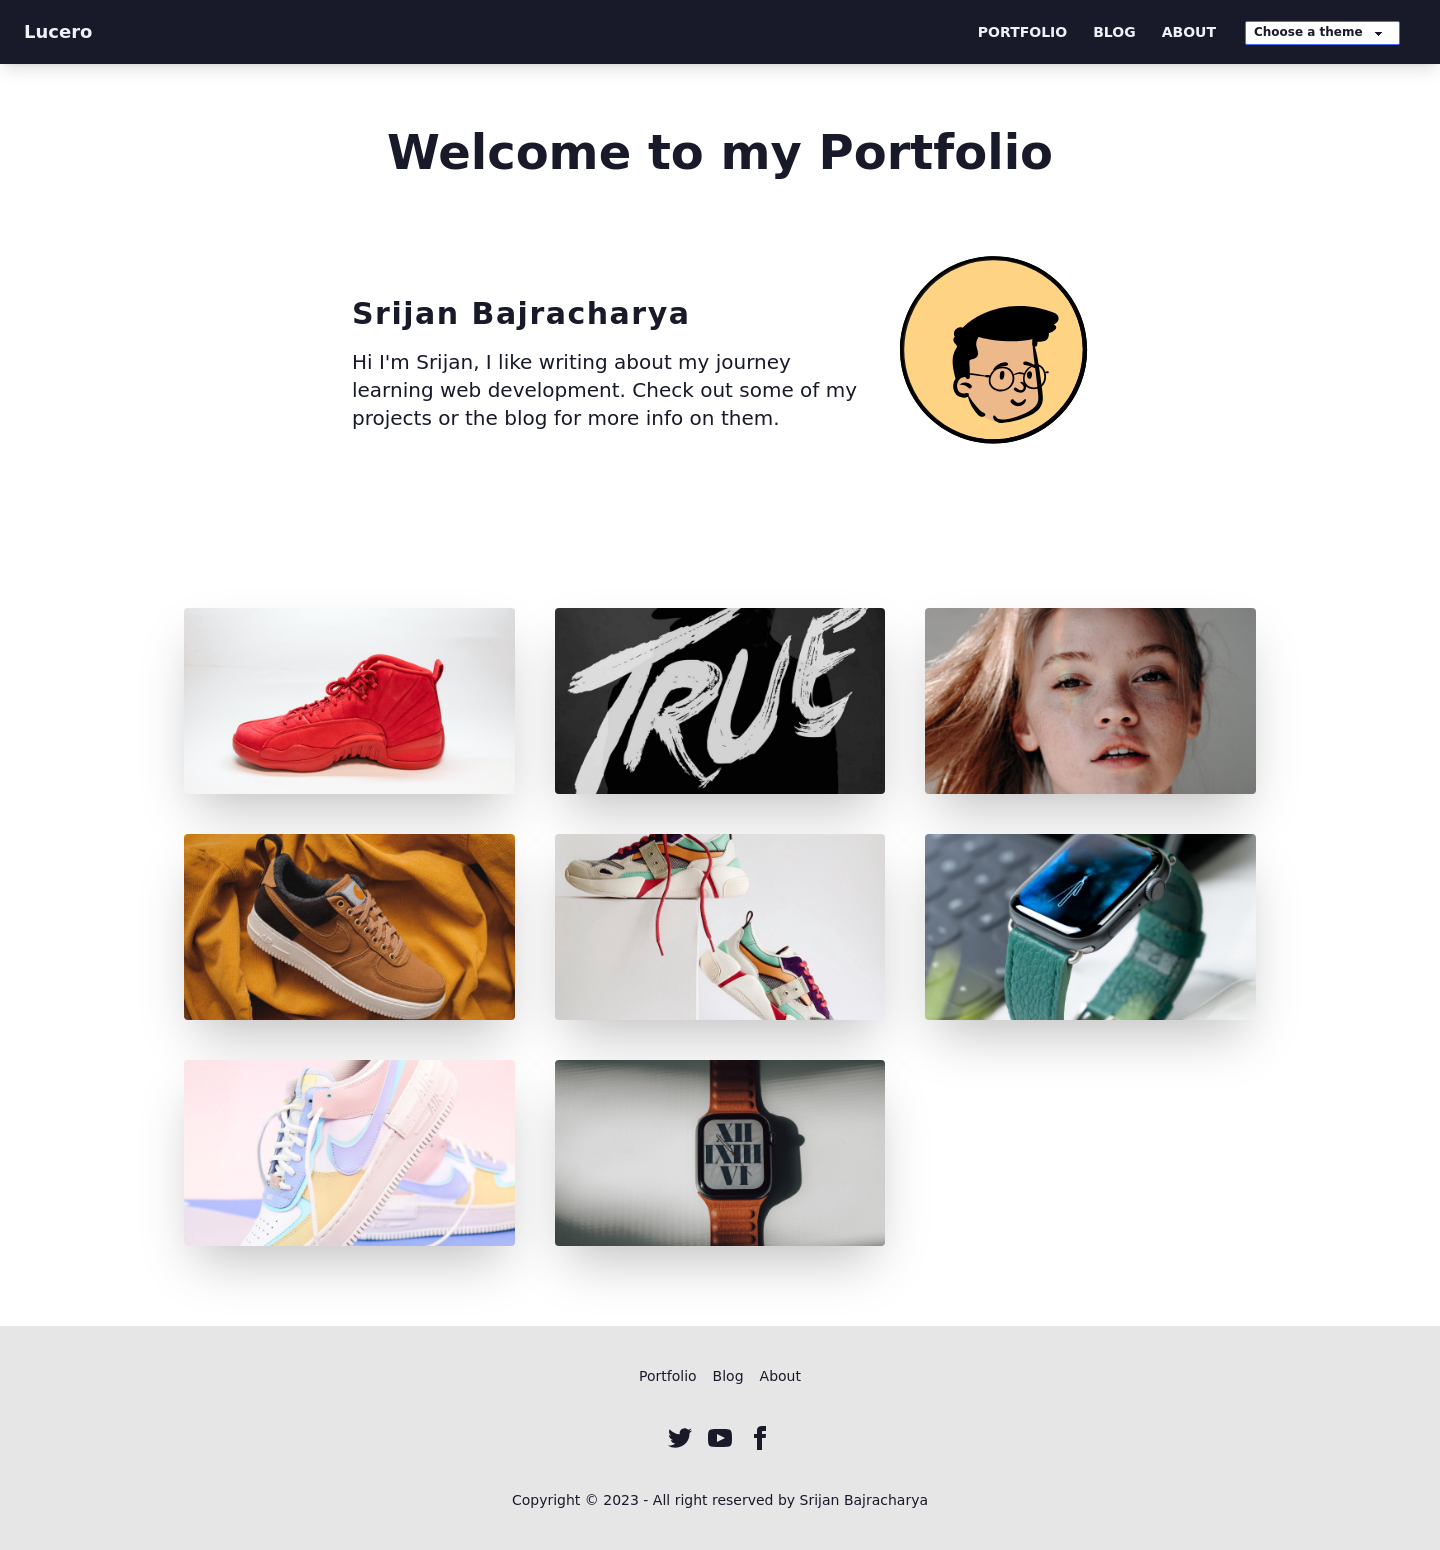 Lucero
PORTFOLIO
BLOG
ABOUT
Choose a theme
Welcome to my Portfolio
Srijan Bajracharya
Hi I'm Srijan, I like writing about my journey
learning web development. Check out some of my
projects or the blog for more info on them.
TRUE
AIR
XII
VI
Portfolio
Blog
About
Copyright © 2023 - All right reserved by Srijan Bajracharya